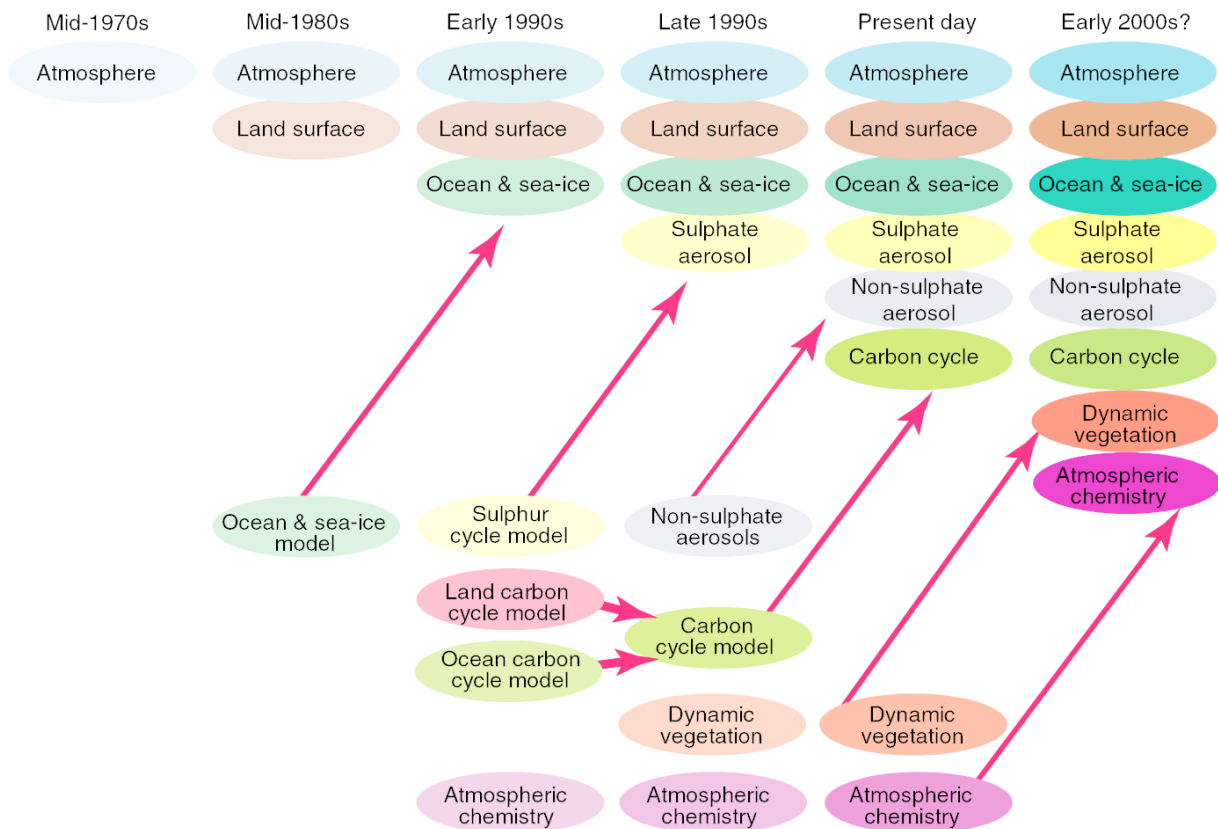 Mid-1970s
Mid-1980s
Early 1990s
Late 1990s
Present day
Early 2000s?
Atmosphere
Atmosphere
Atmosphere
Atmosphere
Atmosphere
Atmosphere
Land surface
Land surface
Land surface
Land surface
Land surface
Ocean & sea-ice
Ocean & sea-ice
Ocean & sea-ice
Ocean & sea-ice
Sulphate
aerosol
Sulphate
aerosol
Sulphate
aerosol
Non-sulphate
aerosol
Non-sulphate
aerosol
Carbon cycle
Carbon cycle
Dynamic
vegetation
Atmospheric
chemistry
Ocean & sea-ice
model
Sulphur
cycle model
Non-sulphate
aerosols
Land carbon
cycle model
Carbon
cycle model
Ocean carbon
cycle model
Dynamic
vegetation
Dynamic
vegetation
Atmospheric
chemistry
Atmospheric
chemistry
Atmospheric
chemistry